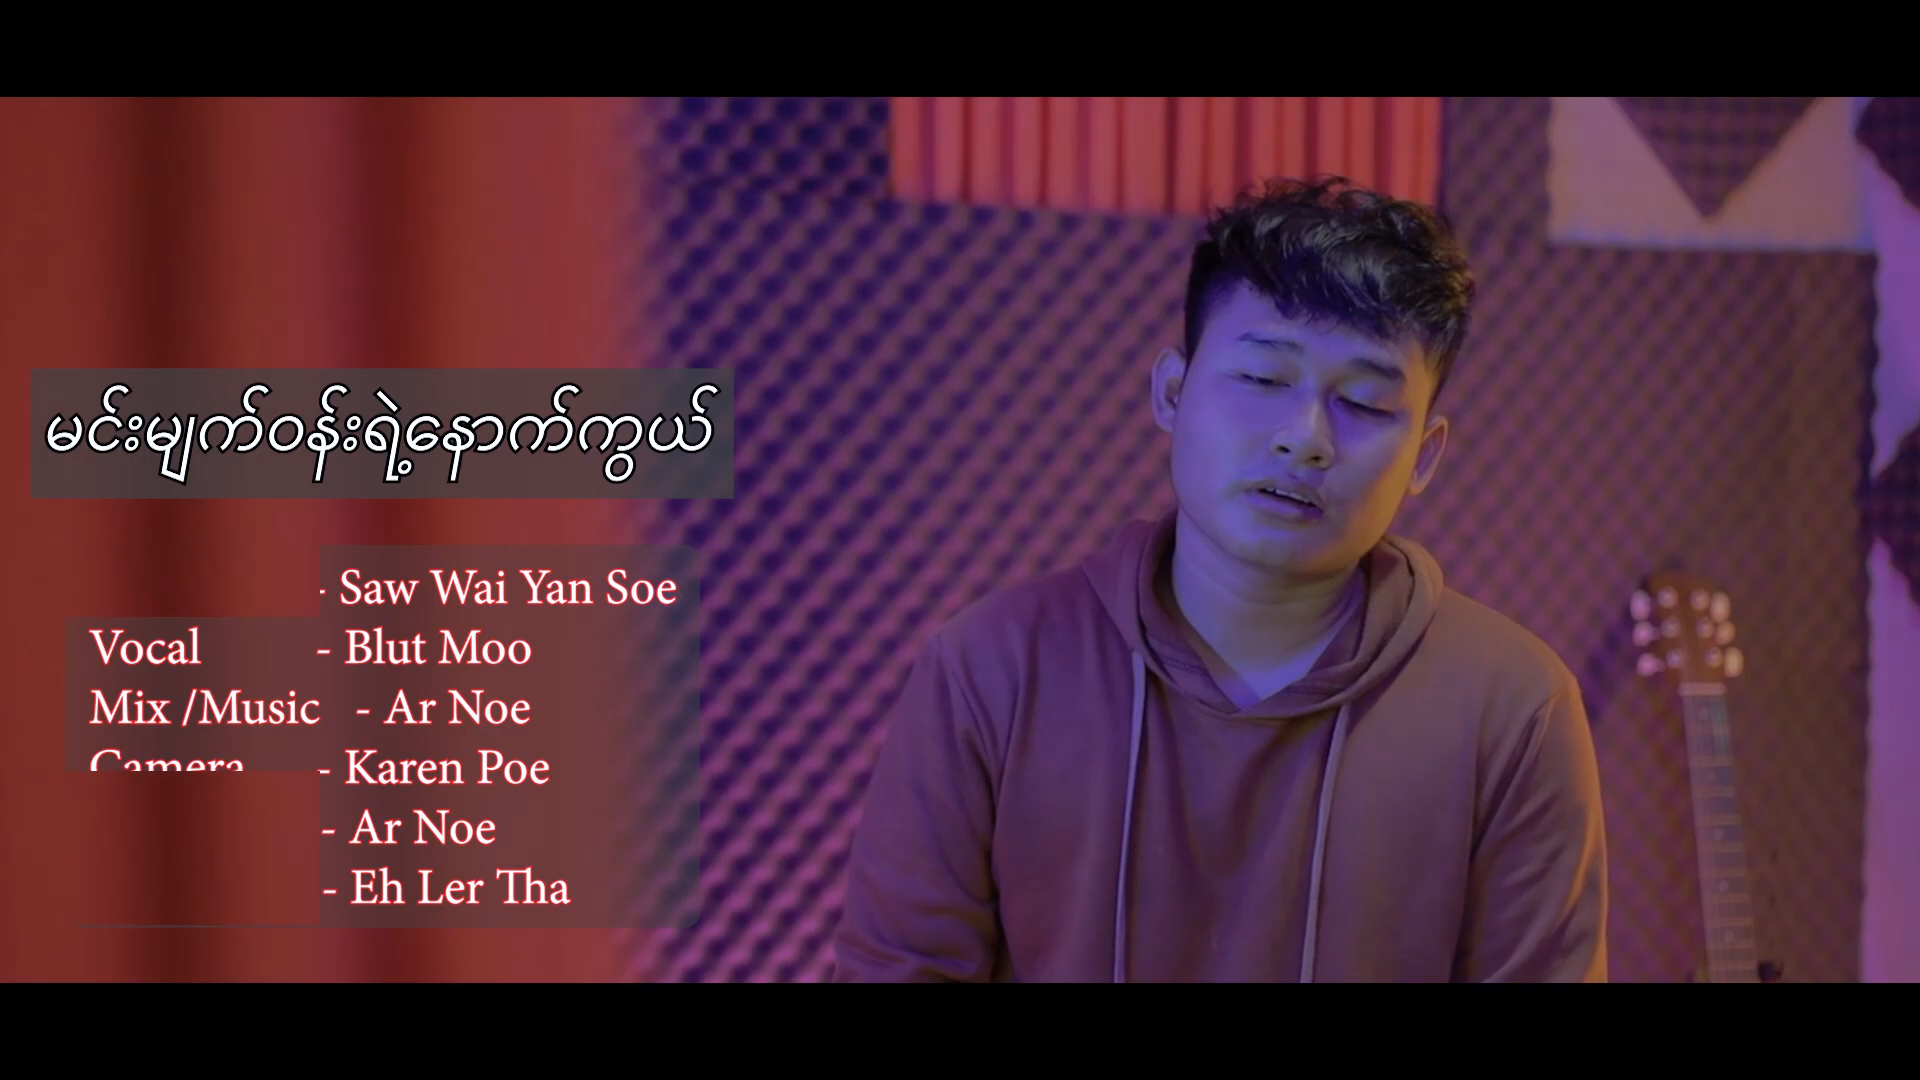 မင်းမျက်ဝန်းရဲ့နောက်ကွယ်
- Saw Wai Yan Soe
Vocal - Blut Moo
Mix /Music - Ar Noe
Camera - Karen Poe
- Ar Noe
- Eh Ler Tha